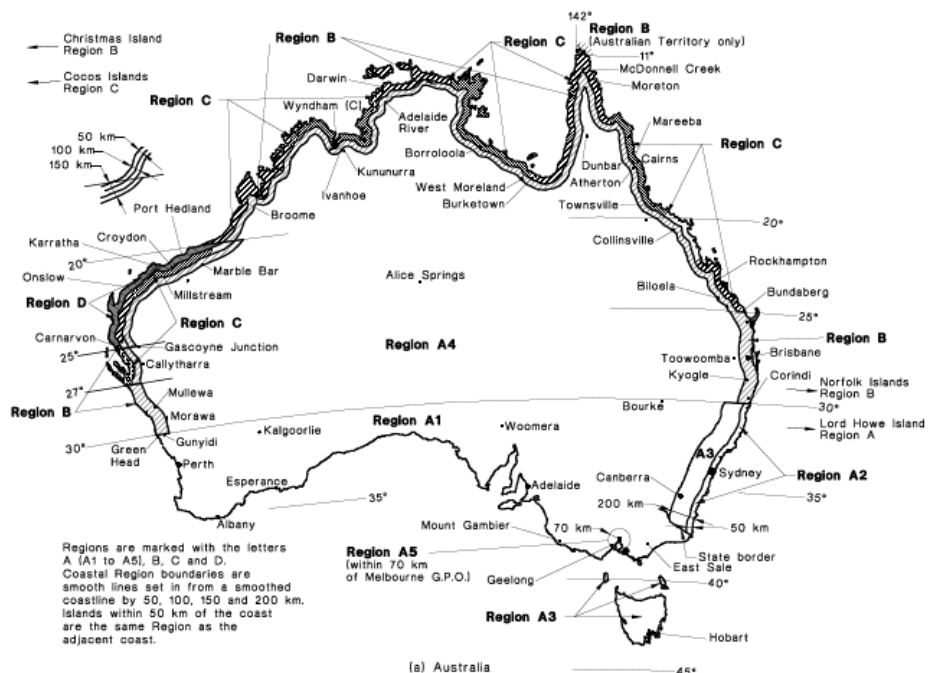 142°
Region B
(Australian Territory only)
11°
Christmas Island
Region B
Cocos Islands
Region C
Region B
Region C
McDonnell Creek
Moreton
Darwin
Region C
Wyndham (C)
Adelaide
River
Mareeba
50 km
100 km
150 km
Borroloola
Dunbar
Cairns
Region C
Kununurra
Atherton
West Moreland
Ivanhoe
Burketown
Townsville
Port Hedland
Broome
20°
Croydon
Collinsville
Karratha
20°
Marble Bar
Rockhampton
Onslow
Alice Springs
Millstream
Biloela
Bundaberg
Region D
25°
Region C
Carnarvon
Gascoyne Junction
Region A4
Region B
25°
Callytharra
Toowoomba
Brisbane
Kyogle
Corindi
27°
Mullewa
Norfolk Islands
Region B
Region B
Morawa
Bourke
30°
Region A1
Lord Howe Island
Region A
30°
Gunyidi
Kalgoorlie
Woomera
Green
Head
A3
Perth
Sydney
Region A2
Esperance
Canberra
Adelaide
35°
35°
200 km
Albany
Mount Gambier
70 km
50 km
Region A5
(within 70 km
of Melbourne G.P.O.)
State border
East Sale
Geelong
40°
Regions are marked with the letters
A (A1 to A5), B, C and D.
Coastal Region boundaries are
smooth lines set in from a smoothed
coastline by 50, 100, 150 and 200 km.
Islands within 50 km of the coast
are the same Region as the
adjacent coast.
Region A3
Hobart
(a) Australia
45°